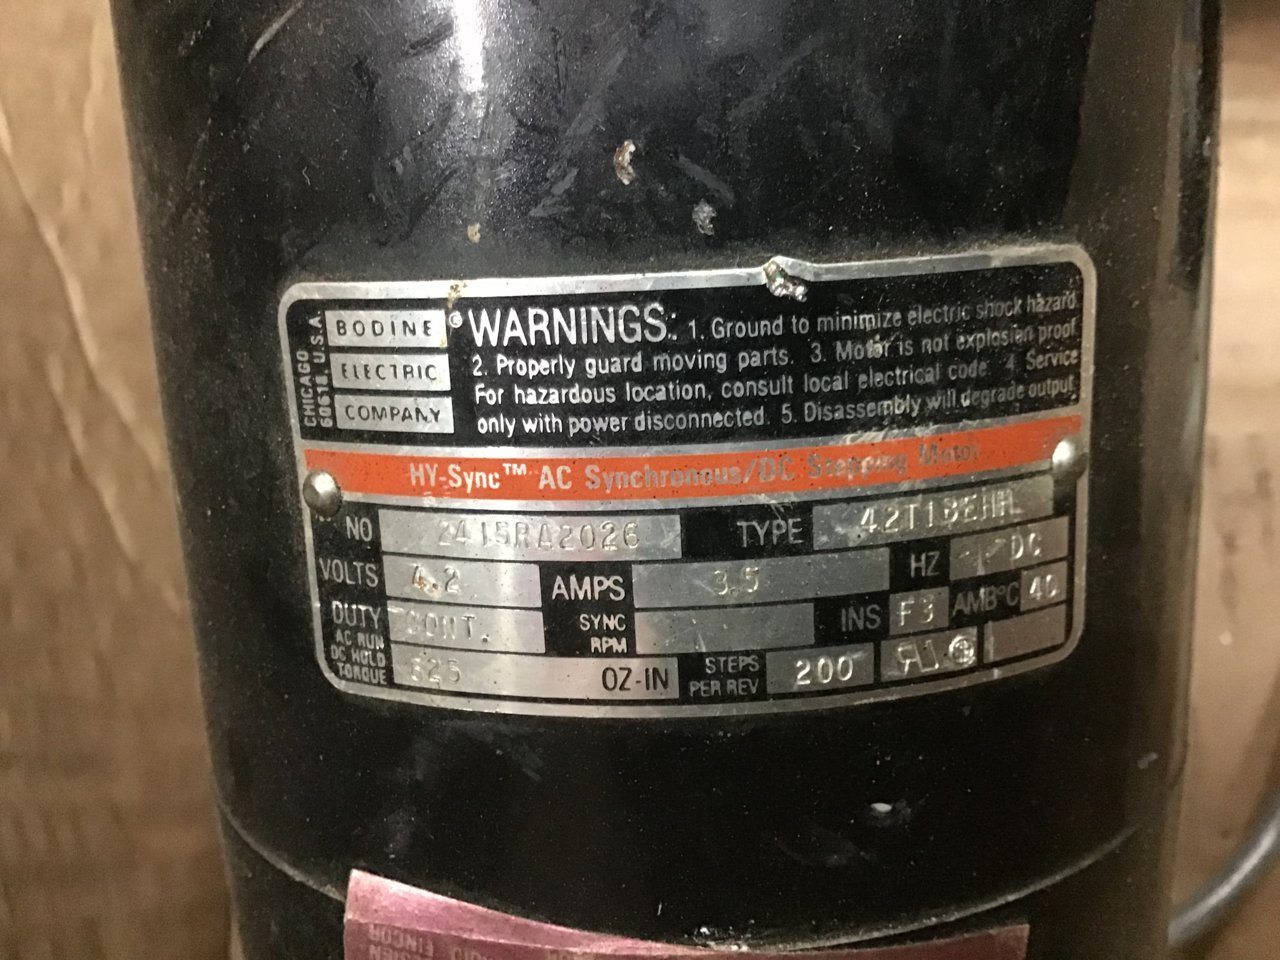 CHICAGO
60618, U.S.A.
BODINE
ELECTRIC
COMPANY
©
WARNINGS: 1. Ground to minimize electric shock hazard
2. Properly guard moving parts. 3. Motor is not explosion proof.
For hazardous location, consult local electrical code. 4. Service
only with power disconnected. 5. Disassembly will degrade output.
HY-Sync™ AC Synchronous/DC Stepping Motor
NO 2415RA2026 TYPE
VOLTS 4.2 AMPS 3.5 HZ DC
DUTY CONT. SYNC RPM INS F3 AMB°C 40
AC RUN
DC HOLD
TORQUE 625 OZ-IN STEPS PER REV 200